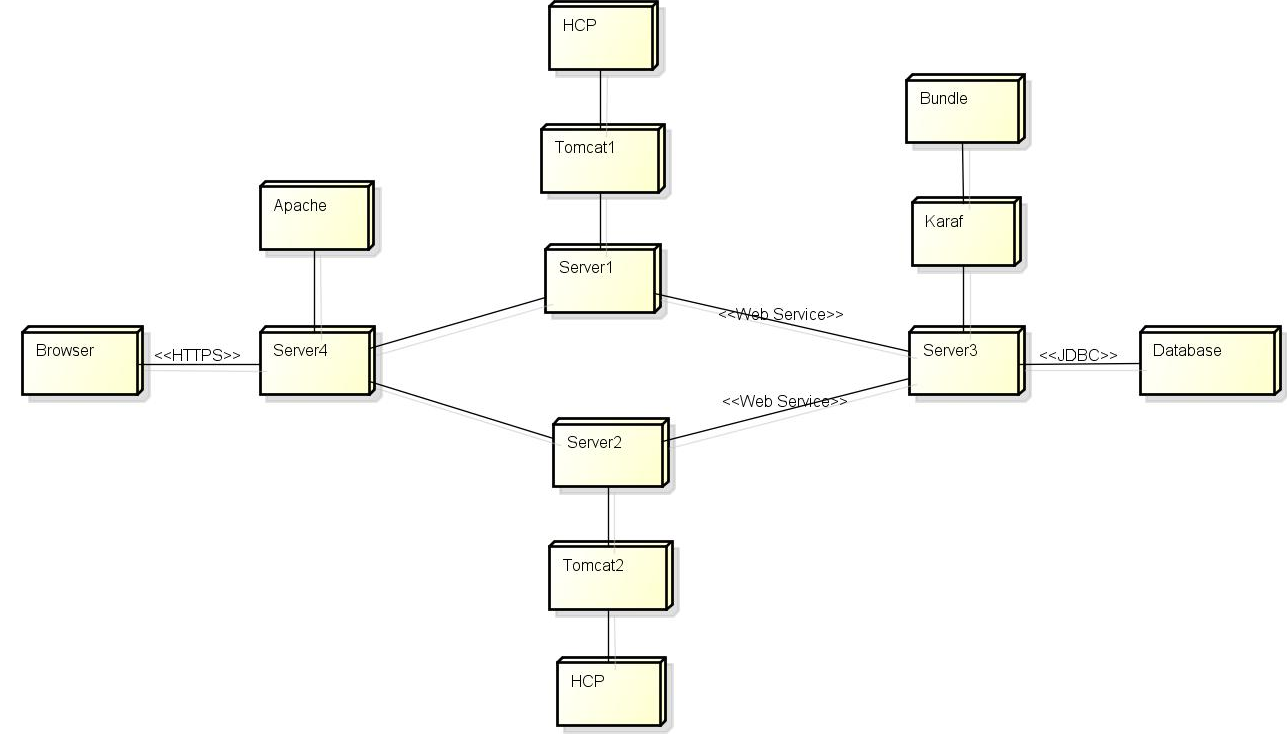 HCP
Bundle
Tomcat1
Apache
Karaf
Server1
<<Web Service>>
Browser
<<HTTPS>>
Server4
Server3
<<JDBC>>
Database
<<Web Service>>
Server2
Tomcat2
HCP